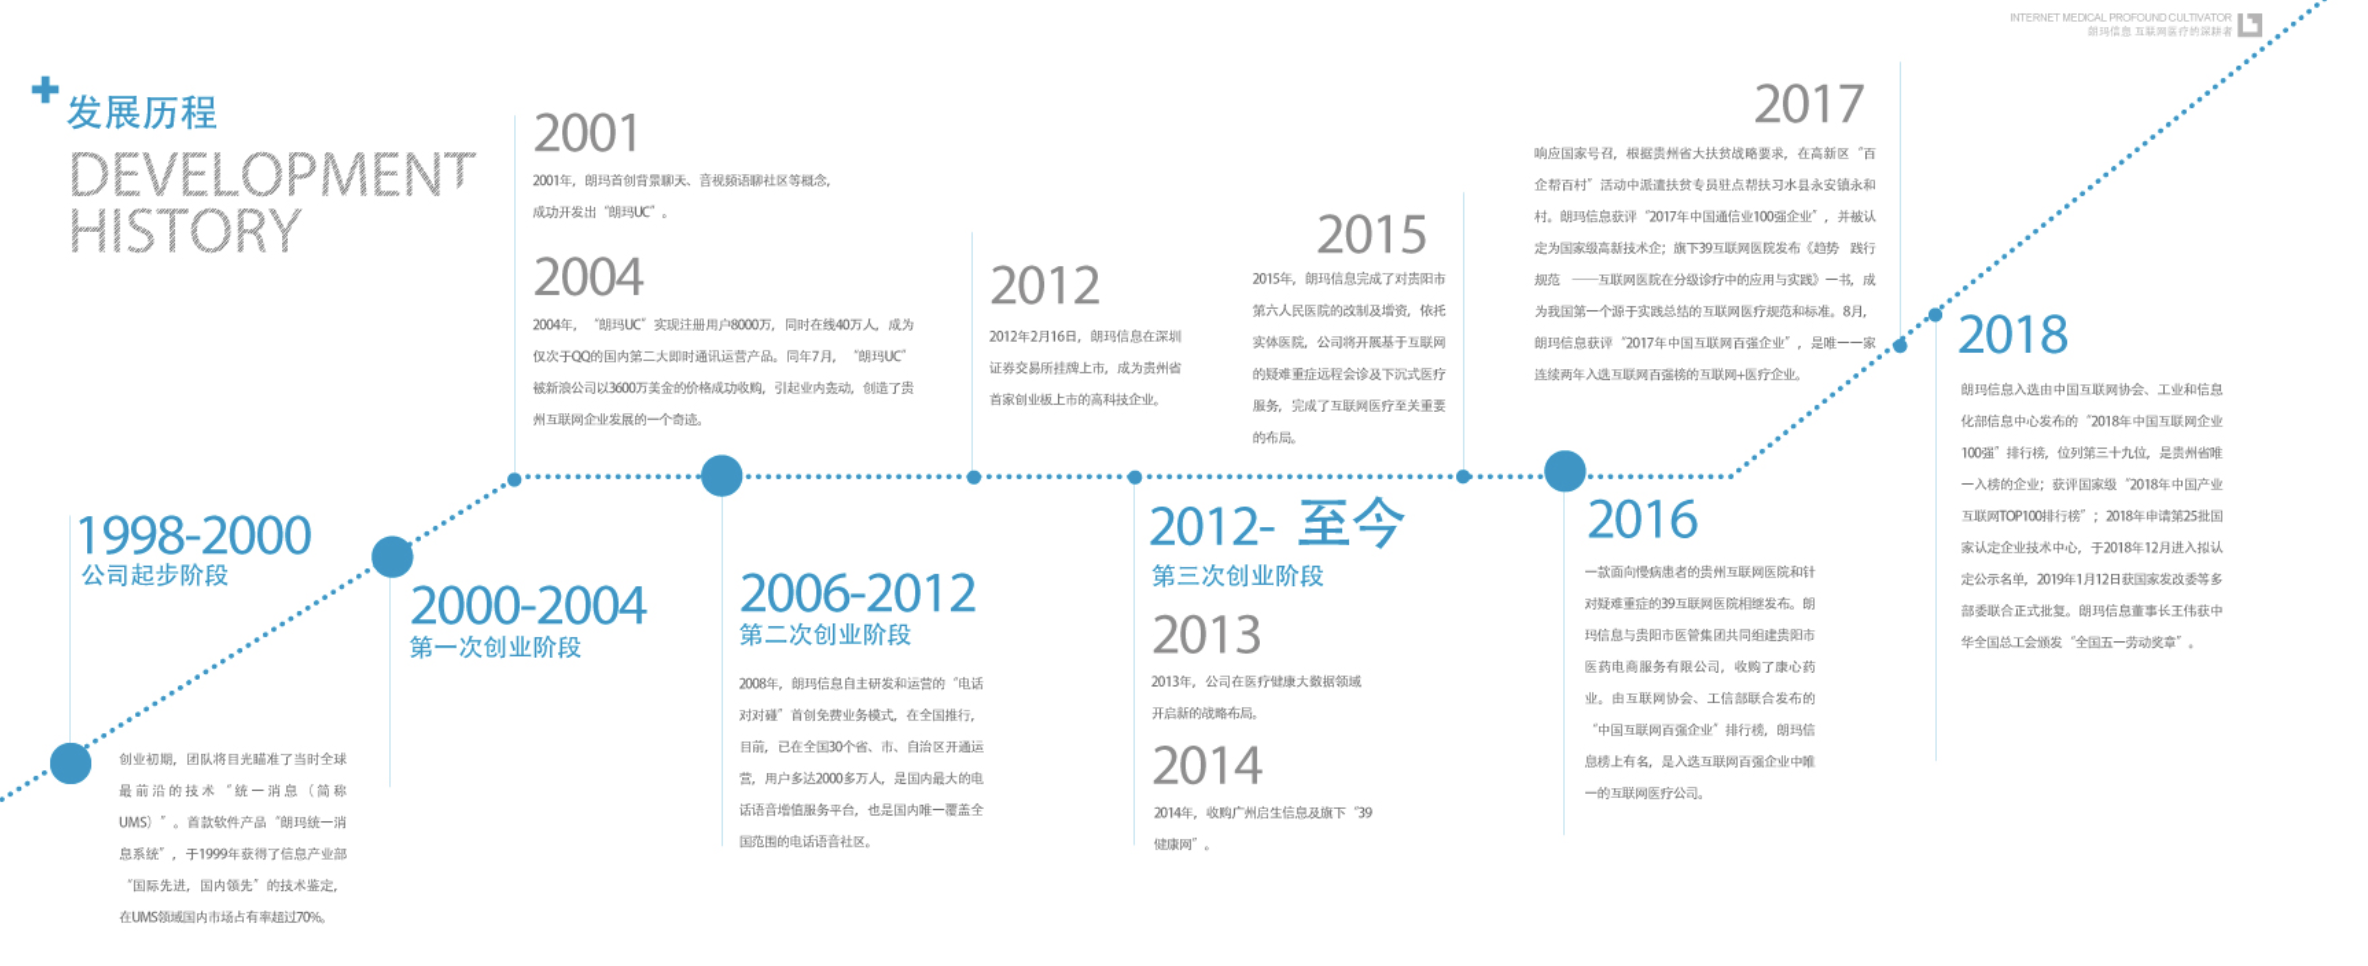 INTERNET MEDICAL PROFOUND CULTIVATOR
朗玛信息 互联网医疗的深耕者
发展历程
DEVELOPMENT
HISTORY
1998-2000
公司起步阶段
创业初期，团队将目光瞄准了当时全球
最前沿的技术“统一消息（简称
UMS）”。首款软件产品“朗玛统一消
息系统”，于1999年获得了信息产业部
“国际先进，国内领先”的技术鉴定，
在UMS领域国内市场占有率超过70%。
2000-2004
第一次创业阶段
2001
2001年，朗玛首创背景聊天、音视频语聊社区等概念，
成功开发出“朗玛UC”。
2004
2004年，“朗玛UC”实现注册用户8000万，同时在线40万人，成为
仅次于QQ的国内第二大即时通讯运营产品。同年7月，“朗玛UC”
被新浪公司以3600万美金的价格成功收购，引起业内轰动，创造了贵
州互联网企业发展的一个奇迹。
2006-2012
第二次创业阶段
2008年，朗玛信息自主研发和运营的“电话
对对碰”首创免费业务模式，在全国推行，
目前，已在全国30个省、市、自治区开通运
营，用户多达2000多万人，是国内最大的电
话语音增值服务平台，也是国内唯一覆盖全
国范围的电话语音社区。
2012
2012年2月16日，朗玛信息在深圳
证券交易所挂牌上市，成为贵州省
首家创业板上市的高科技企业。
2012- 至今
第三次创业阶段
2013
2013年，公司在医疗健康大数据领域
开启新的战略布局。
2014
2014年，收购广州启生信息及旗下“39
健康网”。
2015
2015年，朗玛信息完成了对贵阳市
第六人民医院的改制及增资，依托
实体医院，公司将开展基于互联网
的疑难重症远程会诊及下沉式医疗
服务，完成了互联网医疗至关重要
的布局。
2016
一款面向慢病患者的贵州互联网医院和针
对疑难重症的39互联网医院相继发布。朗
玛信息与贵阳市医管集团共同组建贵阳市
医药电商服务有限公司，收购了康心药
业。由互联网协会、工信部联合发布的
“中国互联网百强企业”排行榜，朗玛信
息榜上有名，是入选互联网百强企业中唯
一的互联网医疗公司。
2017
响应国家号召，根据贵州省大扶贫战略要求，在高新区“百
企帮百村”活动中派遣扶贫专员驻点帮扶习水县永安镇永和
村。朗玛信息获评“2017年中国通信业100强企业”，并被认
定为国家级高新技术企；旗下39互联网医院发布《趋势 践行
规范 ——互联网医院在分级诊疗中的应用与实践》一书，成
为我国第一个源于实践总结的互联网医疗规范和标准。8月，
朗玛信息获评“2017年中国互联网百强企业”，是唯一一家
连续两年入选互联网百强榜的互联网+医疗企业。
2018
朗玛信息入选由中国互联网协会、工业和信息
化部信息中心发布的“2018年中国互联网企业
100强”排行榜，位列第三十九位，是贵州省唯
一入榜的企业；获评国家级“2018年中国产业
互联网TOP100排行榜”；2018年申请第25批国
家认定企业技术中心，于2018年12月进入拟认
定公示名单，2019年1月12日获国家发改委等多
部委联合正式批复。朗玛信息董事长王伟获中
华全国总工会颁发“全国五一劳动奖章”。